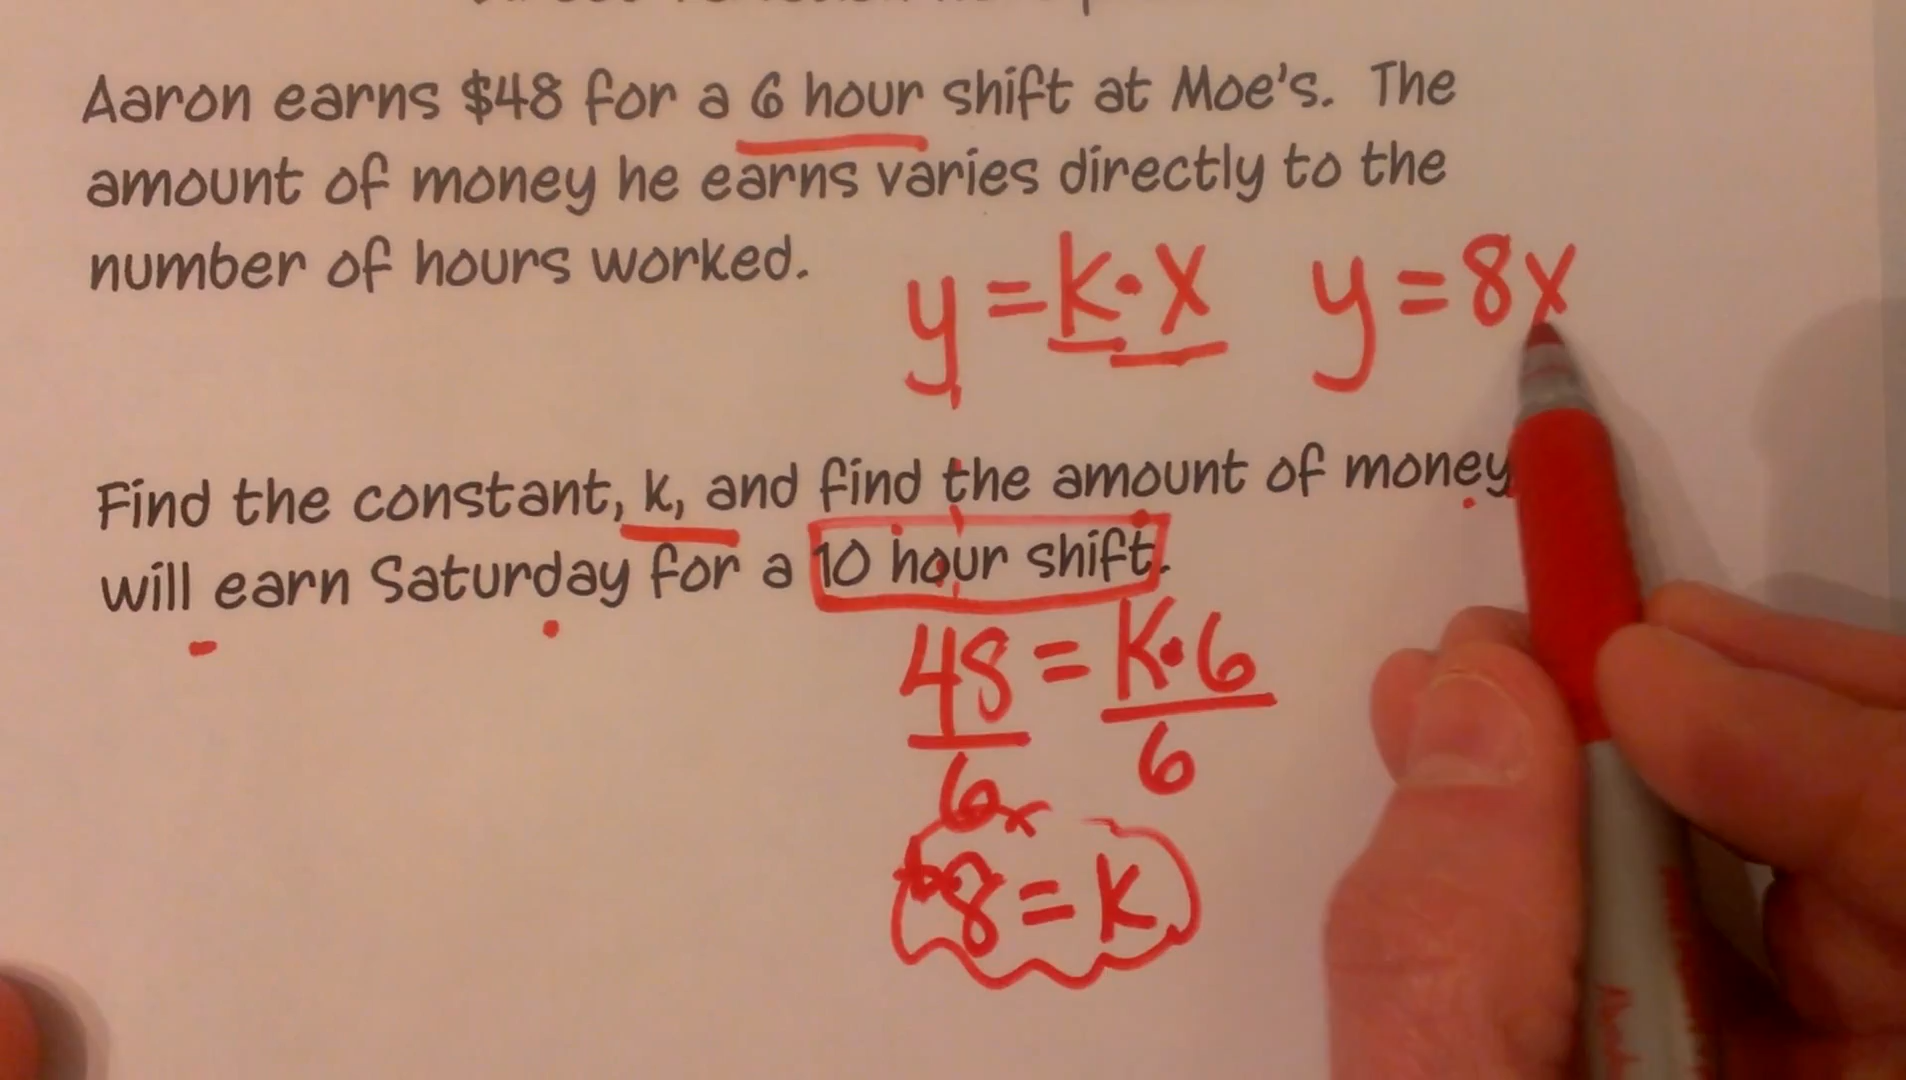 Aaron earns $48 for a 6 hour shift at Moe's. The
amount of money he earns varies directly to the
number of hours worked.
y = k • x y = 8x
Find the constant, k, and find the amount of money
will earn Saturday for a 10 hour shift.
48 = K • 6
6 6
8 = K